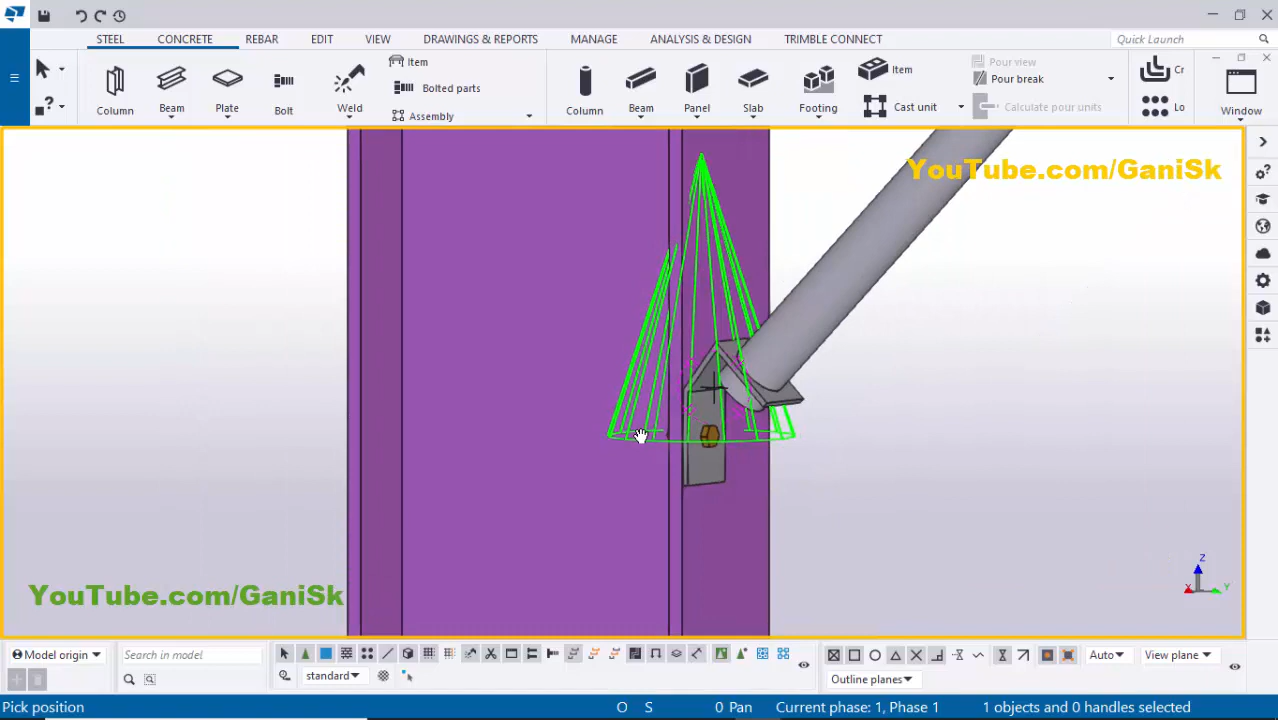 STEEL
CONCRETE
REBAR
EDIT
VIEW
DRAWINGS & REPORTS
MANAGE
ANALYSIS & DESIGN
TRIMBLE CONNECT
Quick Launch
Column
Beam
Plate
Bolt
Weld
Item
Bolted parts
Assembly
Column
Beam
Panel
Slab
Footing
Item
Cast unit
Pour view
Pour break
Calculate pour units
Cr
Lo
Window
YouTube.com/GaniSk
YouTube.com/GaniSk
Z
X
Y
Model origin
Search in model
standard
Auto
View plane
Outline planes
Pick position
O S 0 Pan Current phase: 1, Phase 1 1 objects and 0 handles selected